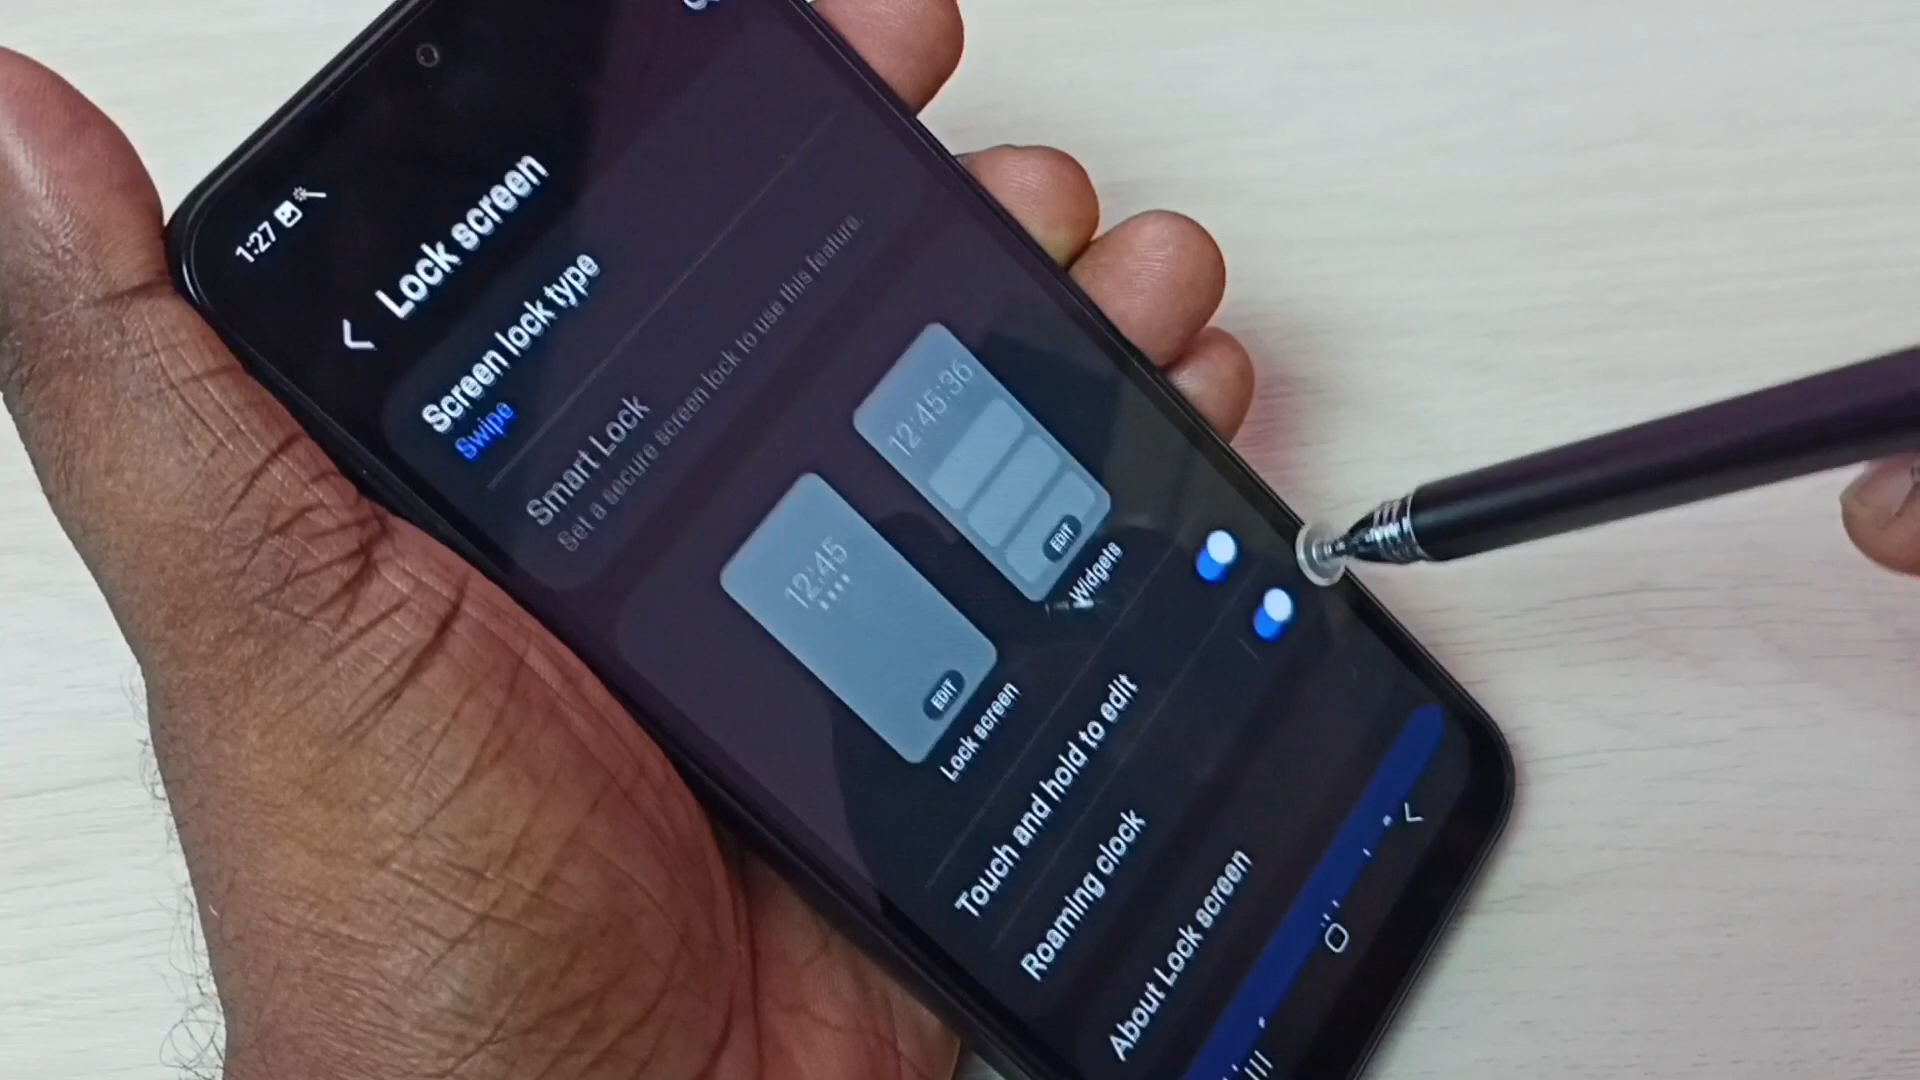 1:27
Lock screen
Screen lock type
Swipe
Smart Lock
Set a secure screen lock to use this feature.
12:45
EDIT
Lock screen
12:45:36
EDIT
Widgets
Touch and hold to edit
Roaming clock
About Lock screen